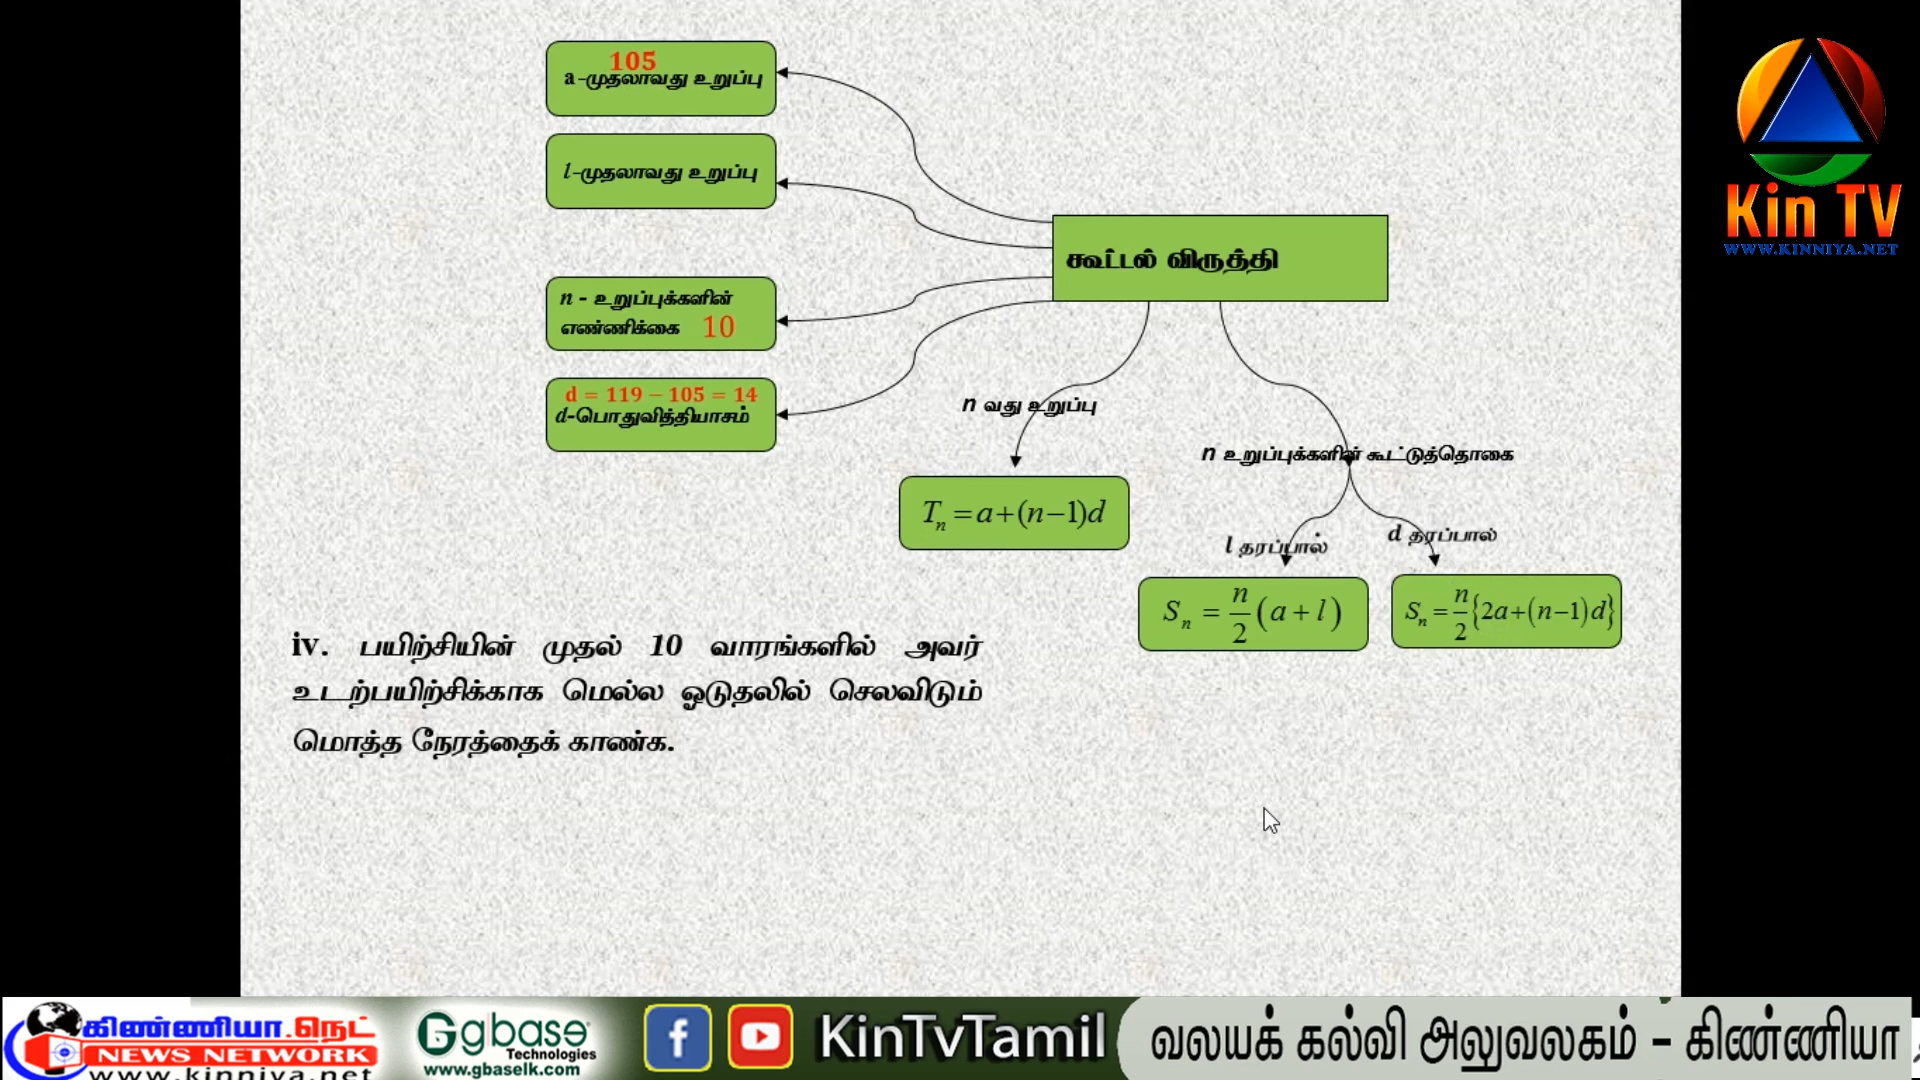 105
a-முதலாவது உறுப்பு
l-முதலாவது உறுப்பு
கூட்டல் விருத்தி
n - உறுப்புக்களின்
எண்ணிக்கை 10
d = 119 − 105 = 14
d-பொதுவித்தியாசம்
n வது உறுப்பு
n உறுப்புக்களின் கூட்டுத்தொகை
T_n = a+(n−1)d
l தரப்பால்
d தரப்பால்
S_n = n/2 (a + l)
S_n = n/2 {2a+(n−1)d}
iv. பயிற்சியின் முதல் 10 வாரங்களில் அவர்
உடற்பயிற்சிக்காக மெல்ல ஓடுதலில் செலவிடும்
மொத்த நேரத்தைக் காண்க.
Kin TV
WWW.KINNIYA.NET
கிண்ணியா.நெட்
NEWS NETWORK
www.kinniya.net
gbase
Technologies
www.gbaselk.com
KinTvTamil
வலயக் கல்வி அலுவலகம் - கிண்ணியா